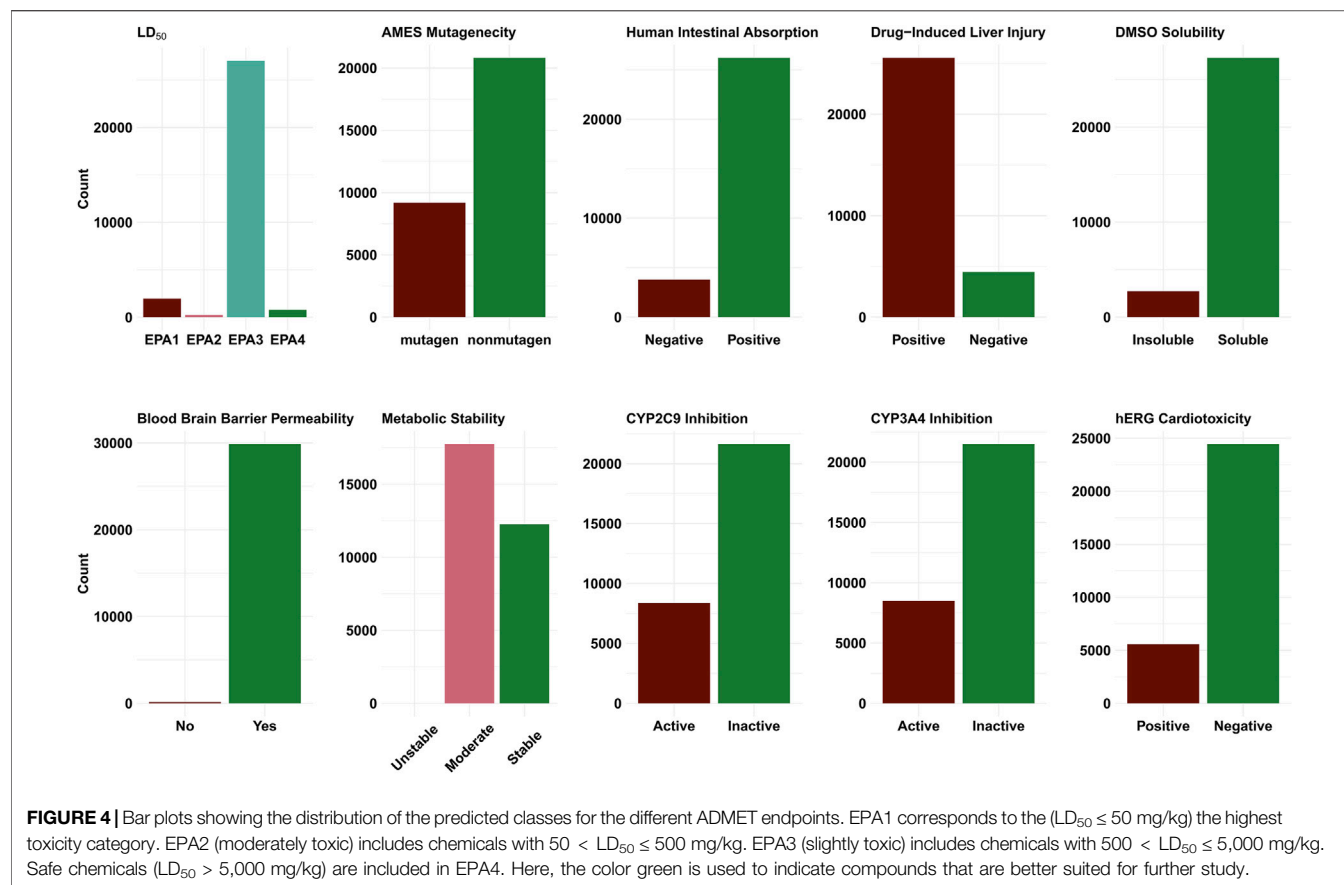 LD50
AMES Mutagenecity
Human Intestinal Absorption
Drug−Induced Liver Injury
DMSO Solubility
Count
20000
10000
0
EPA1 EPA2 EPA3 EPA4
20000
15000
10000
5000
0
mutagen nonmutagen
20000
10000
0
Negative Positive
20000
10000
0
Positive Negative
20000
10000
0
Insoluble Soluble
Blood Brain Barrier Permeability
Metabolic Stability
CYP2C9 Inhibition
CYP3A4 Inhibition
hERG Cardiotoxicity
Count
30000
20000
10000
0
No Yes
15000
10000
5000
0
Unstable
Moderate
Stable
20000
15000
10000
5000
0
Active Inactive
20000
15000
10000
5000
0
Active Inactive
25000
20000
15000
10000
5000
0
Positive Negative
FIGURE 4 | Bar plots showing the distribution of the predicted classes for the different ADMET endpoints. EPA1 corresponds to the (LD50 ≤ 50 mg/kg) the highest
toxicity category. EPA2 (moderately toxic) includes chemicals with 50 < LD50 ≤ 500 mg/kg. EPA3 (slightly toxic) includes chemicals with 500 < LD50 ≤ 5,000 mg/kg.
Safe chemicals (LD50 > 5,000 mg/kg) are included in EPA4. Here, the color green is used to indicate compounds that are better suited for further study.